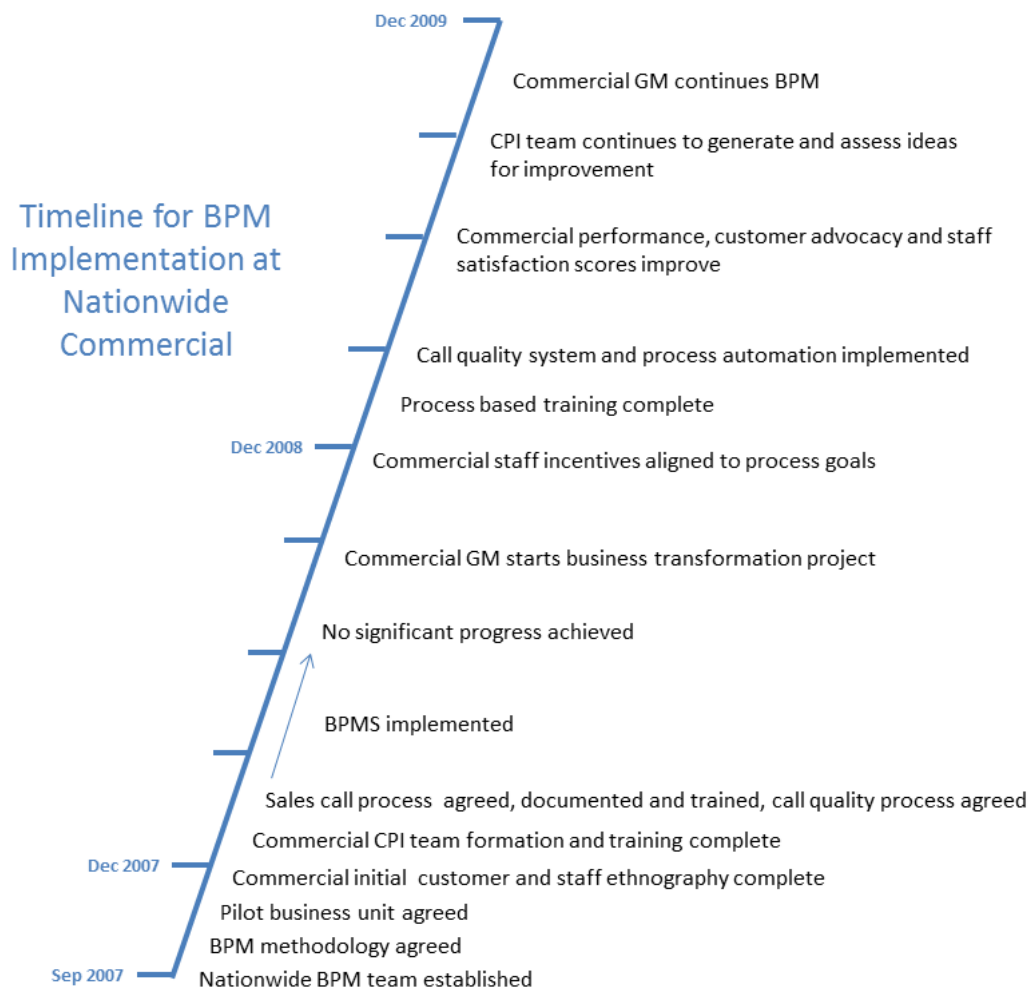 Dec 2009
Commercial GM continues BPM
CPI team continues to generate and assess ideas
for improvement
Timeline for BPM
Implementation at
Nationwide
Commercial
Commercial performance, customer advocacy and staff
satisfaction scores improve
Call quality system and process automation implemented
Process based training complete
Dec 2008
Commercial staff incentives aligned to process goals
Commercial GM starts business transformation project
No significant progress achieved
BPMS implemented
Sales call process agreed, documented and trained, call quality process agreed
Commercial CPI team formation and training complete
Dec 2007
Commercial initial customer and staff ethnography complete
Pilot business unit agreed
BPM methodology agreed
Sep 2007
Nationwide BPM team established